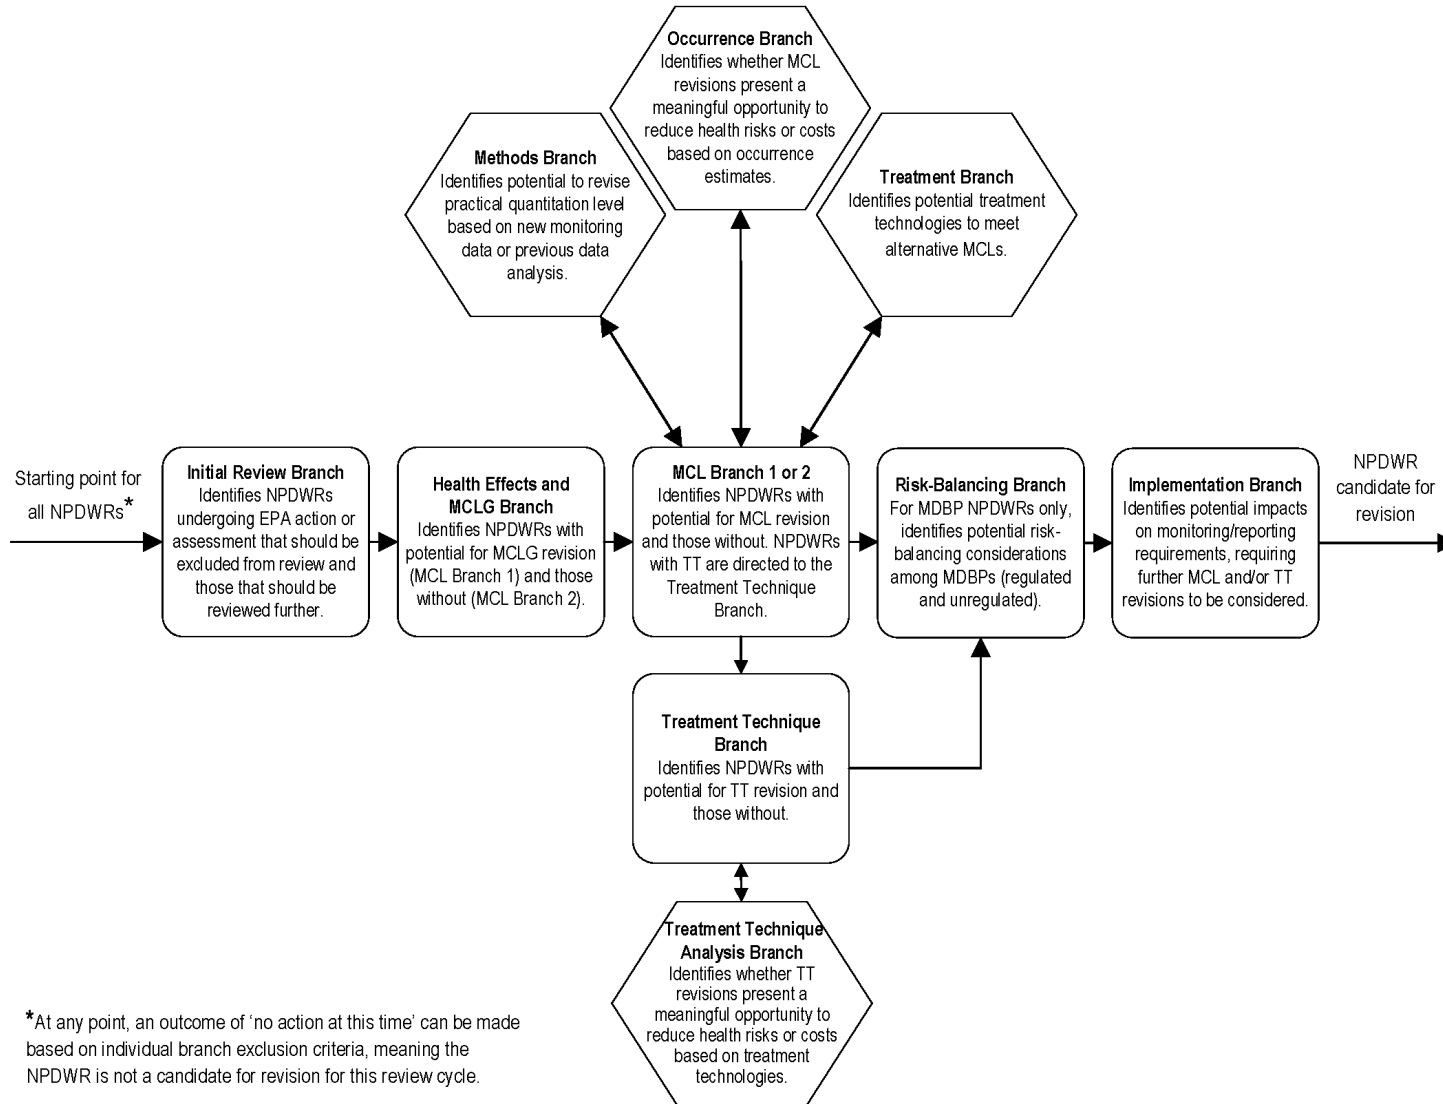 Occurrence Branch
Identifies whether MCL
revisions present a
meaningful opportunity to
reduce health risks or costs
based on occurrence
estimates.
Methods Branch
Identifies potential to revise
practical quantitation level
based on new monitoring
data or previous data
analysis.
Treatment Branch
Identifies potential treatment
technologies to meet
alternative MCLs.
Starting point for
all NPDWRs*
Initial Review Branch
Identifies NPDWRs
undergoing EPA action or
assessment that should be
excluded from review and
those that should be
reviewed further.
Health Effects and
MCLG Branch
Identifies NPDWRs with
potential for MCLG revision
(MCL Branch 1) and those
without (MCL Branch 2).
MCL Branch 1 or 2
Identifies NPDWRs with
potential for MCL revision
and those without. NPDWRs
with TT are directed to the
Treatment Technique
Branch.
Risk-Balancing Branch
For MDBP NPDWRs only,
identifies potential risk-
balancing considerations
among MDBPs (regulated
and unregulated).
Implementation Branch
Identifies potential impacts
on monitoring/reporting
requirements, requiring
further MCL and/or TT
revisions to be considered.
NPDWR
candidate for
revision
Treatment Technique
Branch
Identifies NPDWRs with
potential for TT revision and
those without.
Treatment Technique
Analysis Branch
Identifies whether TT
revisions present a
meaningful opportunity to
reduce health risks or costs
based on treatment
technologies.
*At any point, an outcome of ‘no action at this time’ can be made
based on individual branch exclusion criteria, meaning the
NPDWR is not a candidate for revision for this review cycle.